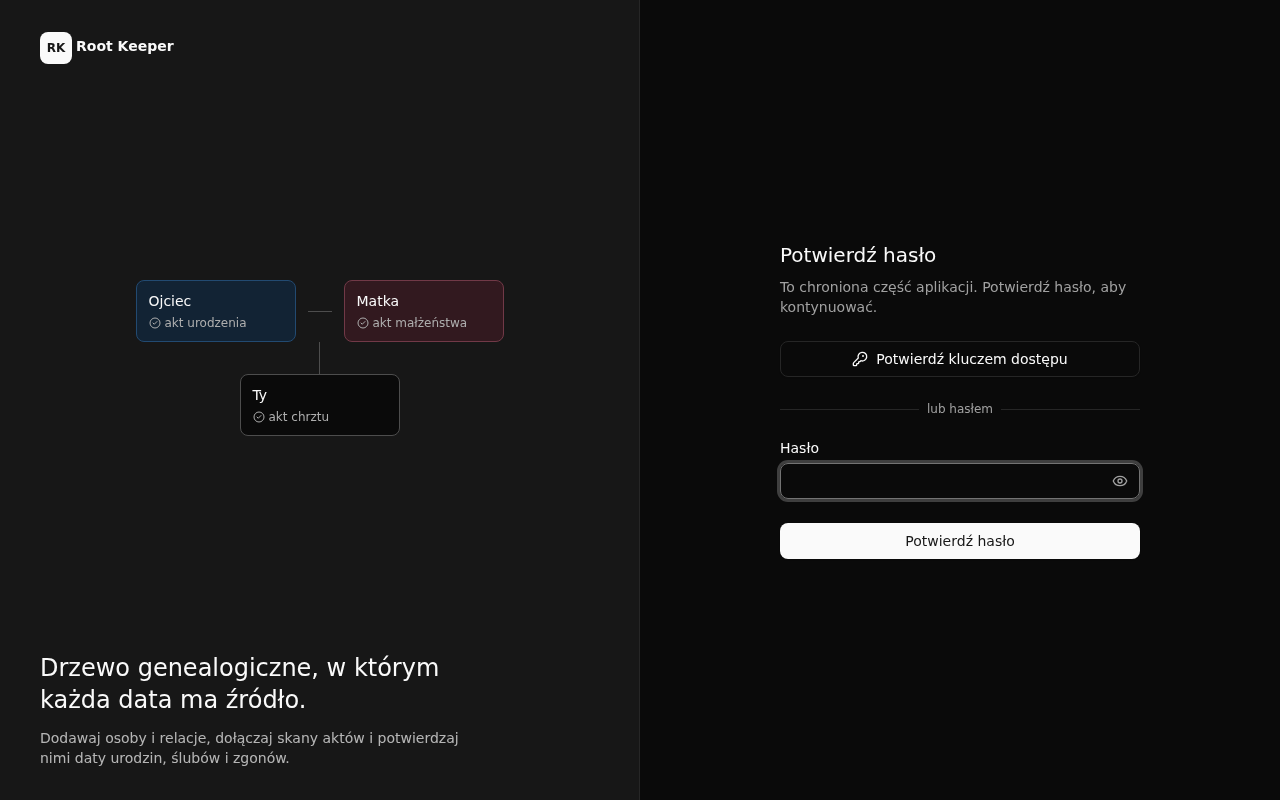 RK Root Keeper
Ojciec
akt urodzenia
Matka
akt małżeństwa
Ty
akt chrztu
Drzewo genealogiczne, w którym
każda data ma źródło.
Dodawaj osoby i relacje, dołączaj skany aktów i potwierdzaj
nimi daty urodzin, ślubów i zgonów.
Potwierdź hasło
To chroniona część aplikacji. Potwierdź hasło, aby
kontynuować.
Potwierdź kluczem dostępu
lub hasłem
Hasło
Potwierdź hasło